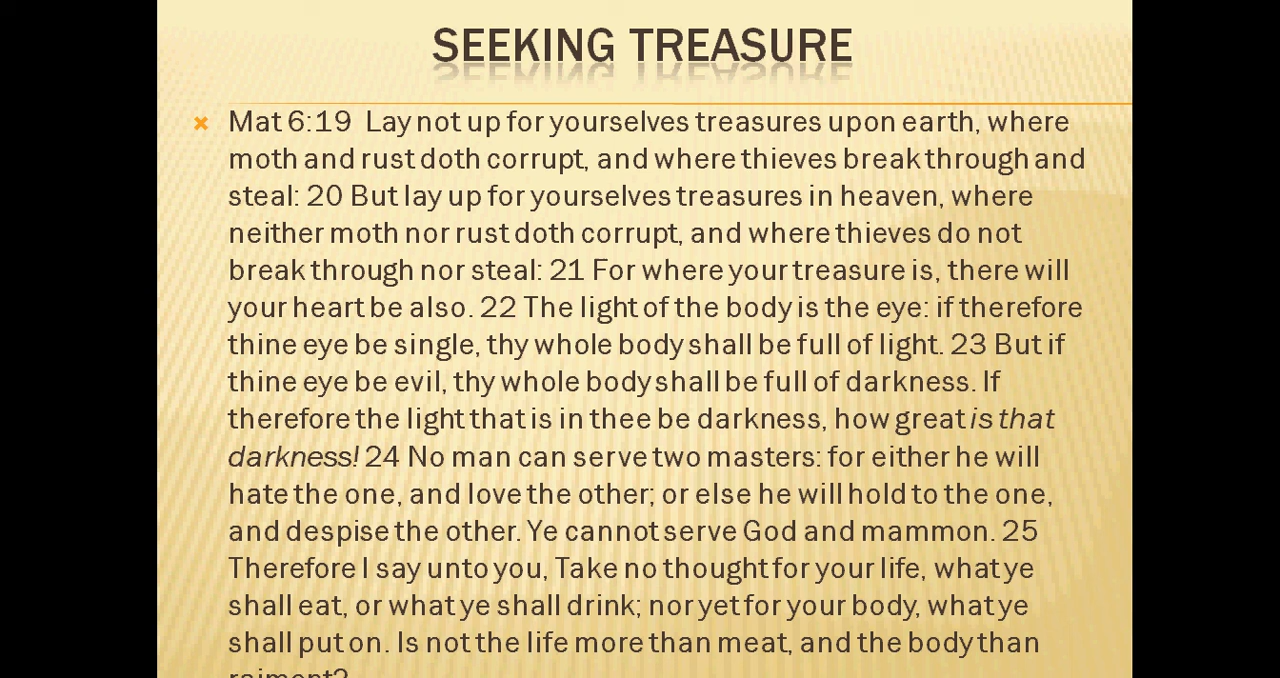 SEEKING TREASURE
Mat 6:19 Lay not up for yourselves treasures upon earth, where
moth and rust doth corrupt, and where thieves break through and
steal: 20 But lay up for yourselves treasures in heaven, where
neither moth nor rust doth corrupt, and where thieves do not
break through nor steal: 21 For where your treasure is, there will
your heart be also. 22 The light of the body is the eye: if therefore
thine eye be single, thy whole body shall be full of light. 23 But if
thine eye be evil, thy whole body shall be full of darkness. If
therefore the light that is in thee be darkness, how great is that
darkness! 24 No man can serve two masters: for either he will
hate the one, and love the other; or else he will hold to the one,
and despise the other. Ye cannot serve God and mammon. 25
Therefore I say unto you, Take no thought for your life, what ye
shall eat, or what ye shall drink; nor yet for your body, what ye
shall put on. Is not the life more than meat, and the body than
raiment?